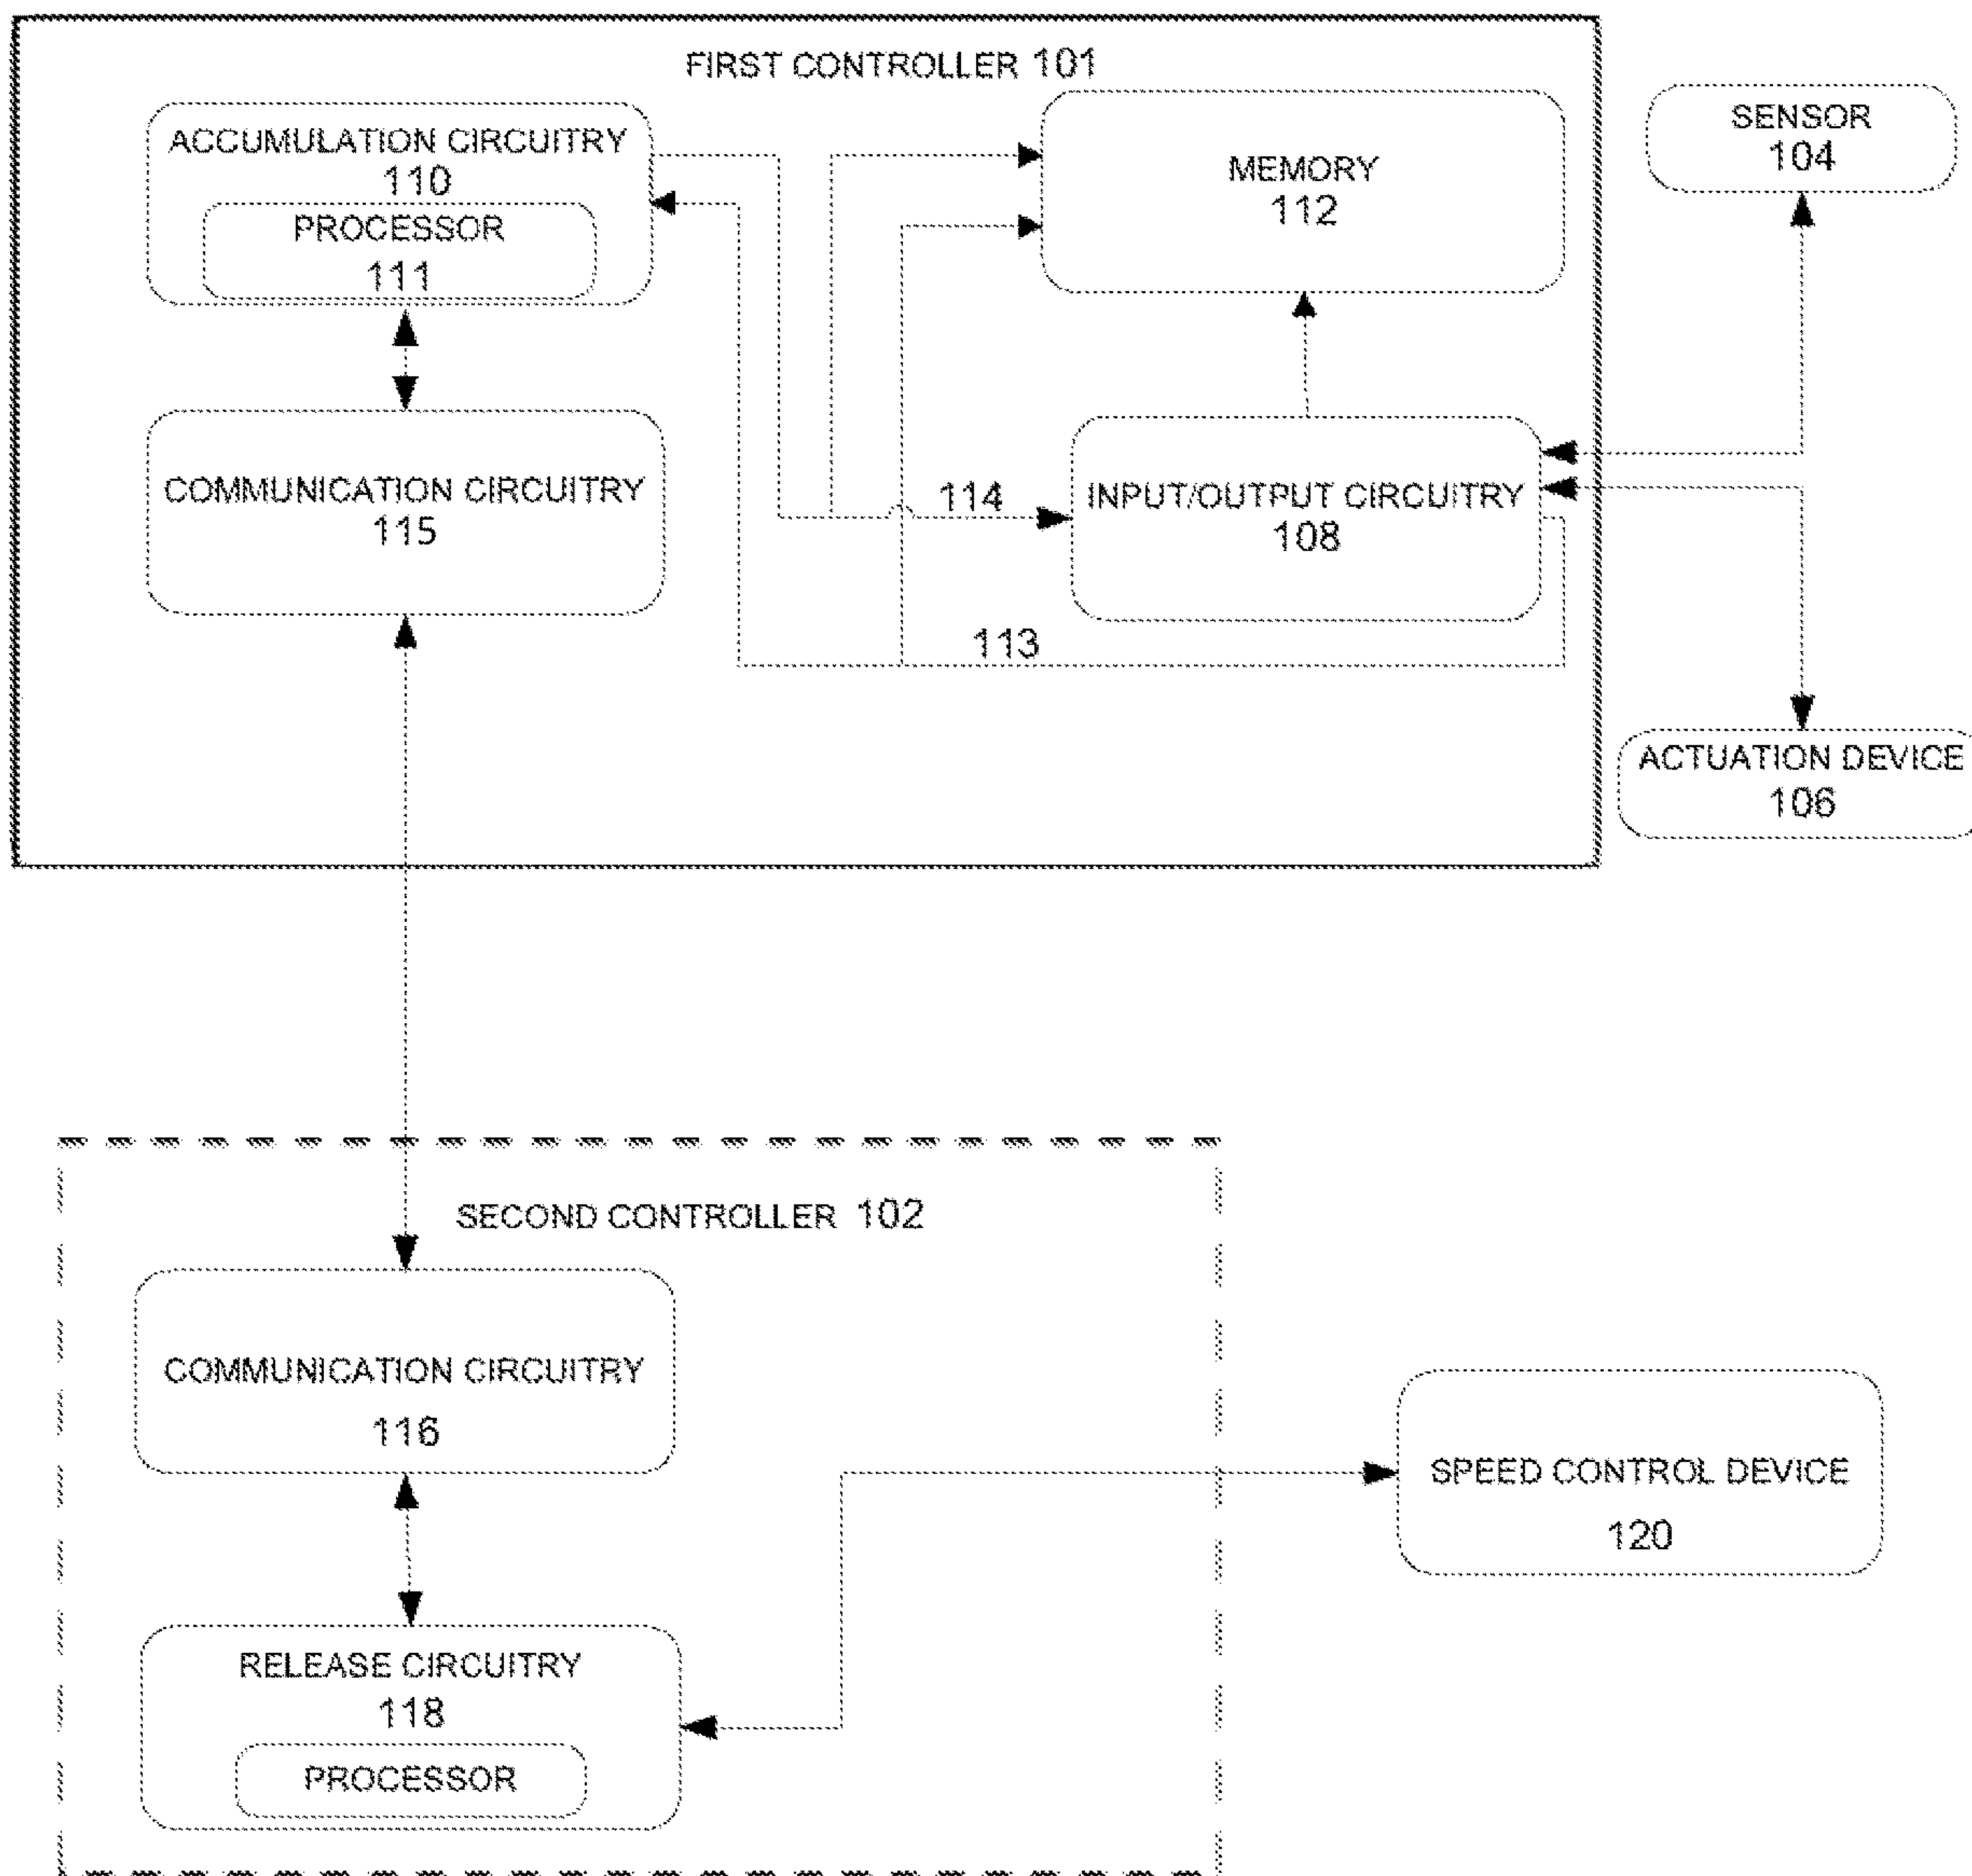 FIRST CONTROLLER 101
ACCUMULATION CIRCUITRY
110
PROCESSOR
111
MEMORY
112
SENSOR
104
COMMUNICATION CIRCUITRY
115
114
INPUT/OUTPUT CIRCUITRY
108
113
ACTUATION DEVICE
106
SECOND CONTROLLER 102
COMMUNICATION CIRCUITRY
116
SPEED CONTROL DEVICE
120
RELEASE CIRCUITRY
118
PROCESSOR